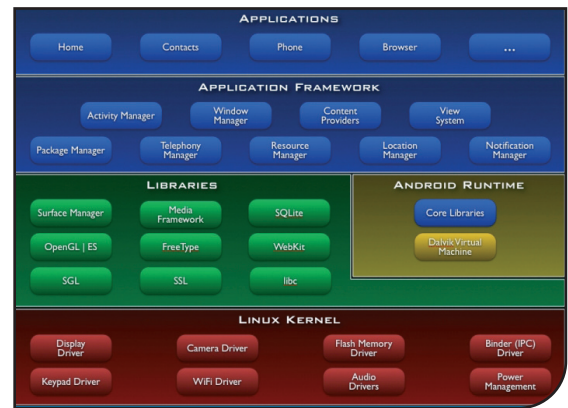 APPLICATIONS
Home
Contacts
Phone
Browser
...
APPLICATION FRAMEWORK
Activity Manager
Window
Manager
Content
Providers
View
System
Package Manager
Telephony
Manager
Resource
Manager
Location
Manager
Notification
Manager
LIBRARIES
Surface Manager
Media
Framework
SQLite
OpenGL | ES
FreeType
WebKit
SGL
SSL
libc
ANDROID RUNTIME
Core Libraries
Dalvik Virtual
Machine
LINUX KERNEL
Display
Driver
Camera Driver
Flash Memory
Driver
Binder (IPC)
Driver
Keypad Driver
WiFi Driver
Audio
Drivers
Power
Management